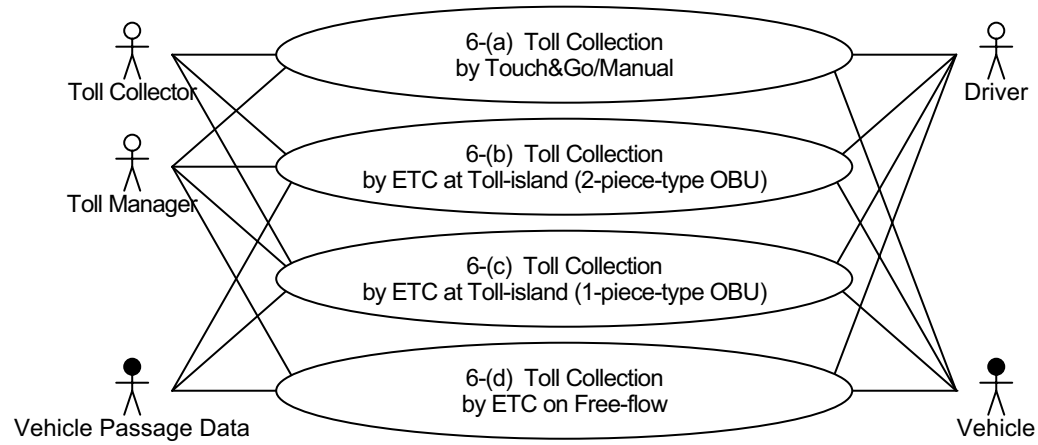 6-(a) Toll Collection
by Touch&Go/Manual
Toll Collector
Driver
6-(b) Toll Collection
by ETC at Toll-island (2-piece-type OBU)
Toll Manager
6-(c) Toll Collection
by ETC at Toll-island (1-piece-type OBU)
6-(d) Toll Collection
by ETC on Free-flow
Vehicle Passage Data
Vehicle